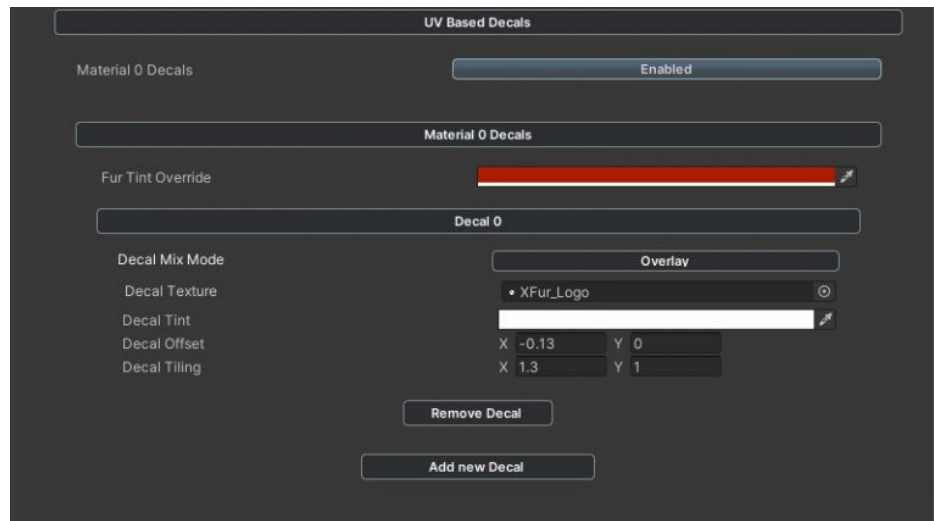 UV Based Decals
Material 0 Decals Enabled
Material 0 Decals
Fur Tint Override
Decal 0
Decal Mix Mode Overlay
Decal Texture XFur_Logo
Decal Tint
Decal Offset X -0.13 Y 0
Decal Tiling X 1.3 Y 1
Remove Decal
Add new Decal